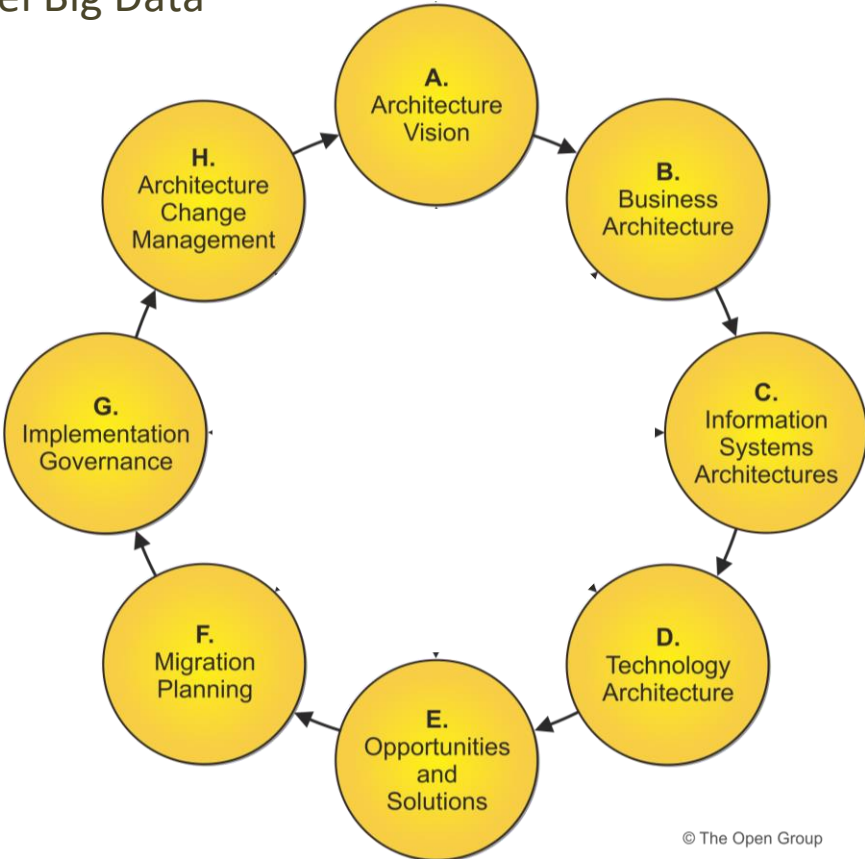 el Big Data
A.
Architecture
Vision
B.
Business
Architecture
C.
Information
Systems
Architectures
D.
Technology
Architecture
E.
Opportunities
and
Solutions
F.
Migration
Planning
G.
Implementation
Governance
H.
Architecture
Change
Management
© The Open Group